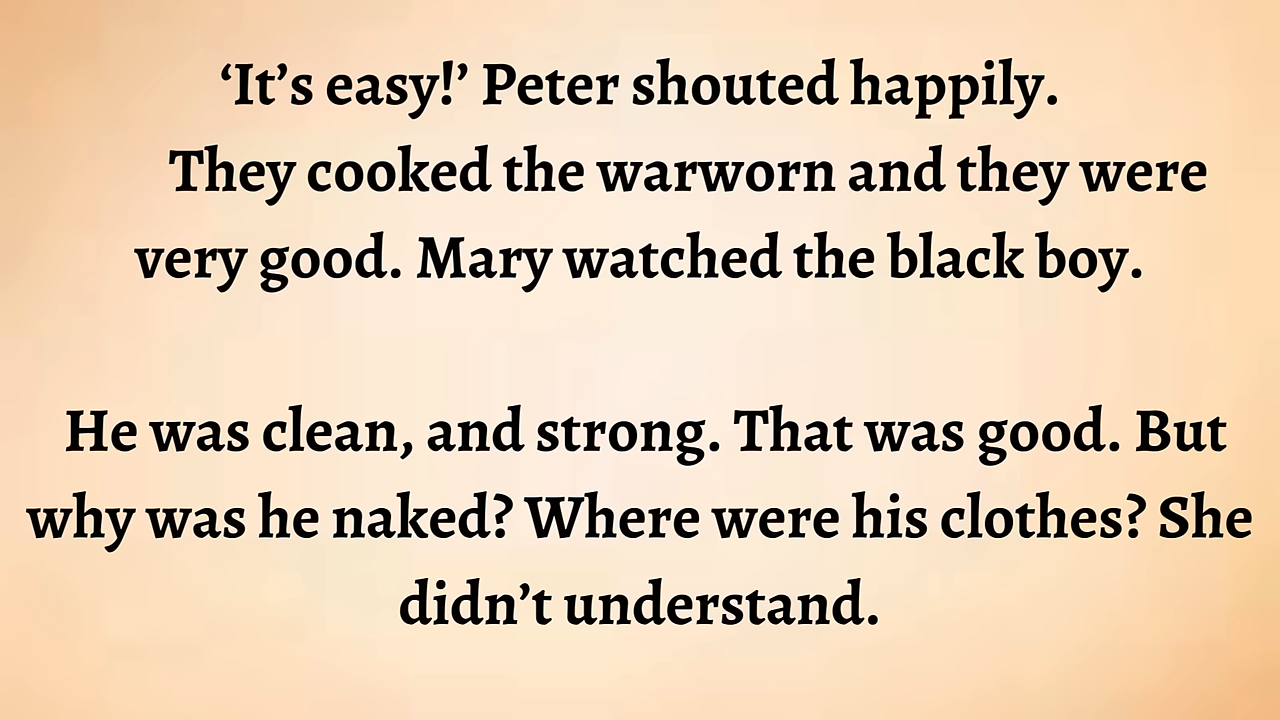 ‘It’s easy!’ Peter shouted happily.
They cooked the warworn and they were
very good. Mary watched the black boy.
He was clean, and strong. That was good. But
why was he naked? Where were his clothes? She
didn’t understand.